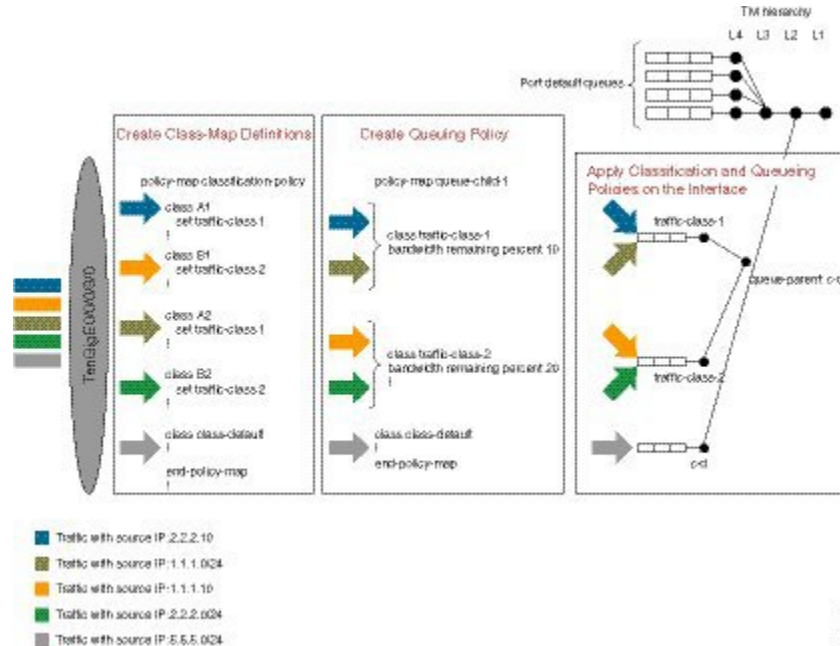 TM hierarchy
L4 L3 L2 L1
Port default queues
Create Class-Map Definitions
policy-map classification-policy
class A1
set traffic-class-1
!
class B1
set traffic-class-2
!
class A2
set traffic-class-1
!
class B2
set traffic-class-2
!
class class-default
!
end-policy-map
!
Create Queuing Policy
policy-map queue-child-1
class traffic-class-1
bandwidth remaining percent 10
class traffic-class-2
bandwidth remaining percent 20
!
class class-default
!
end-policy-map
Apply Classification and Queueing
Policies on the Interface
traffic-class-1
queue-parent c-d
traffic-class-2
c-d
TenGigE0/0/0/3/0
Traffic with source IP:2.2.2.10
Traffic with source IP:1.1.1.0/24
Traffic with source IP:1.1.1.10
Traffic with source IP:2.2.2.0/24
Traffic with source IP:5.5.5.0/24